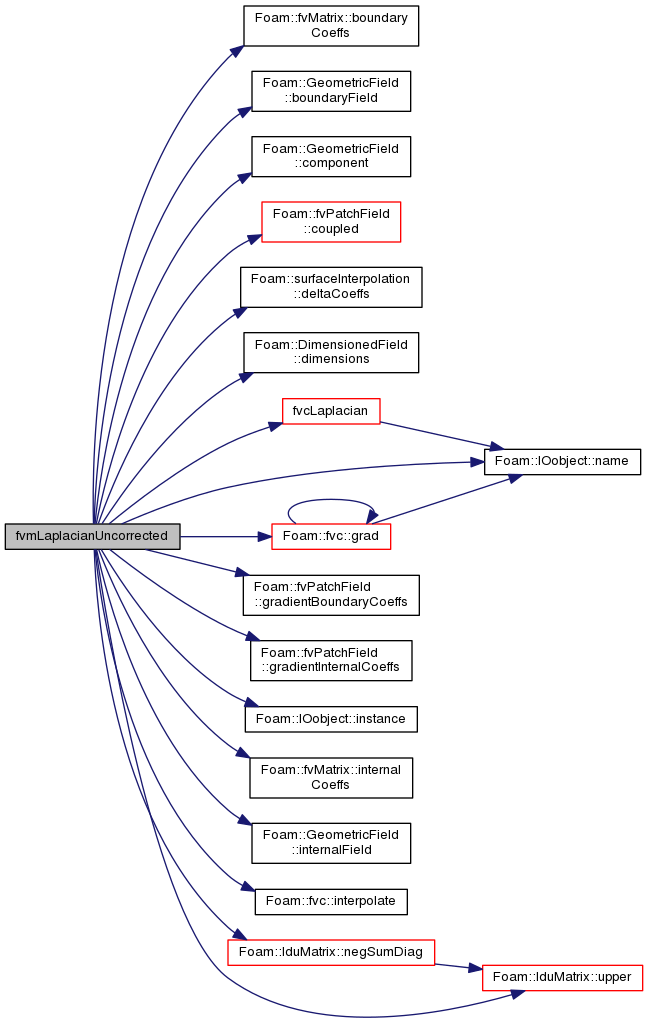 Foam::fvMatrix::boundary
Coeffs
Foam::GeometricField
::boundaryField
Foam::GeometricField
::component
Foam::fvPatchField
::coupled
Foam::surfaceInterpolation
::deltaCoeffs
Foam::DimensionedField
::dimensions
fvcLaplacian
Foam::IOobject::name
fvmLaplacianUncorrected
Foam::fvc::grad
Foam::fvPatchField
::gradientBoundaryCoeffs
Foam::fvPatchField
::gradientInternalCoeffs
Foam::IOobject::instance
Foam::fvMatrix::internal
Coeffs
Foam::GeometricField
::internalField
Foam::fvc::interpolate
Foam::lduMatrix::negSumDiag
Foam::lduMatrix::upper